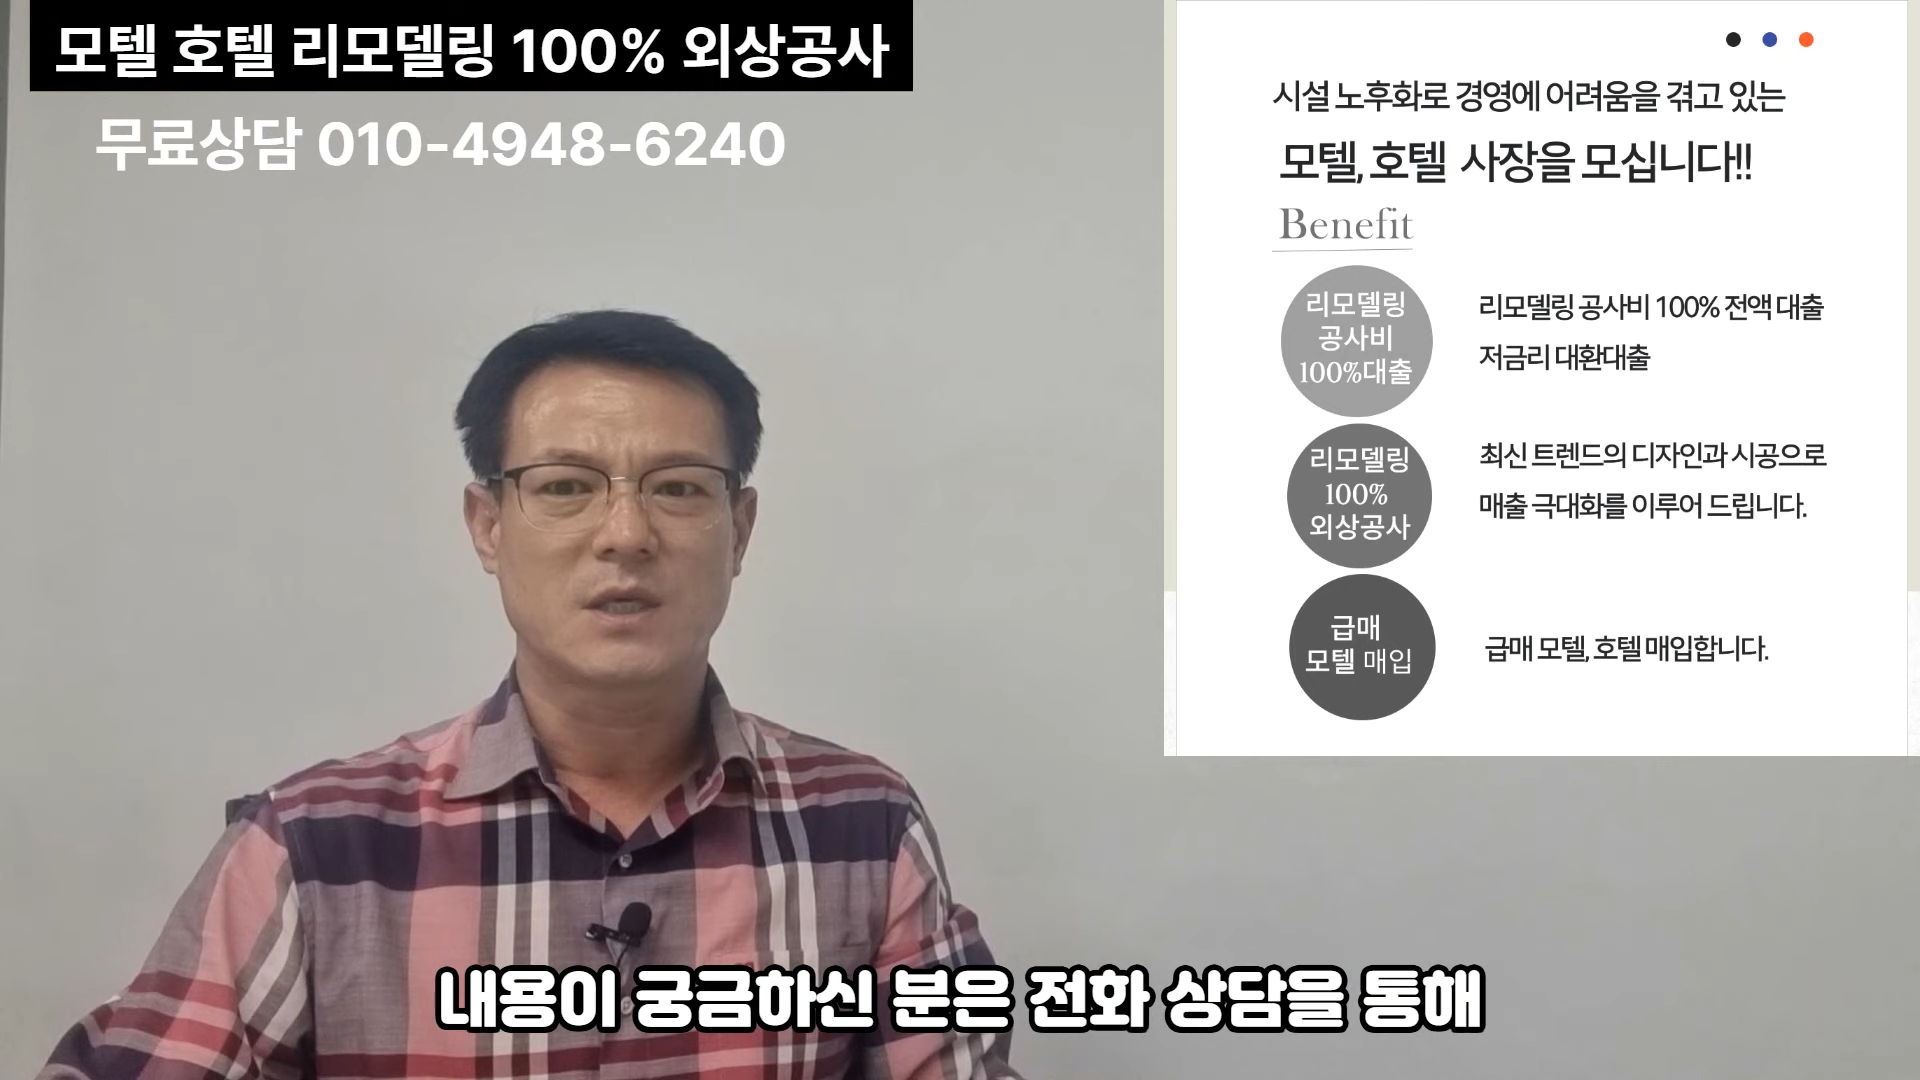 모텔 호텔 리모델링 100% 외상공사
무료상담 010-4948-6240
시설 노후화로 경영에 어려움을 겪고 있는
모텔, 호텔 사장을 모십니다!!
Benefit
리모델링
공사비
100%대출
리모델링 공사비 100% 전액 대출
저금리 대환대출
리모델링
100%
외상공사
최신 트렌드의 디자인과 시공으로
매출 극대화를 이루어 드립니다.
급매
모텔 매입
급매 모텔, 호텔 매입합니다.
내용이 궁금하신 분은 전화 상담을 통해